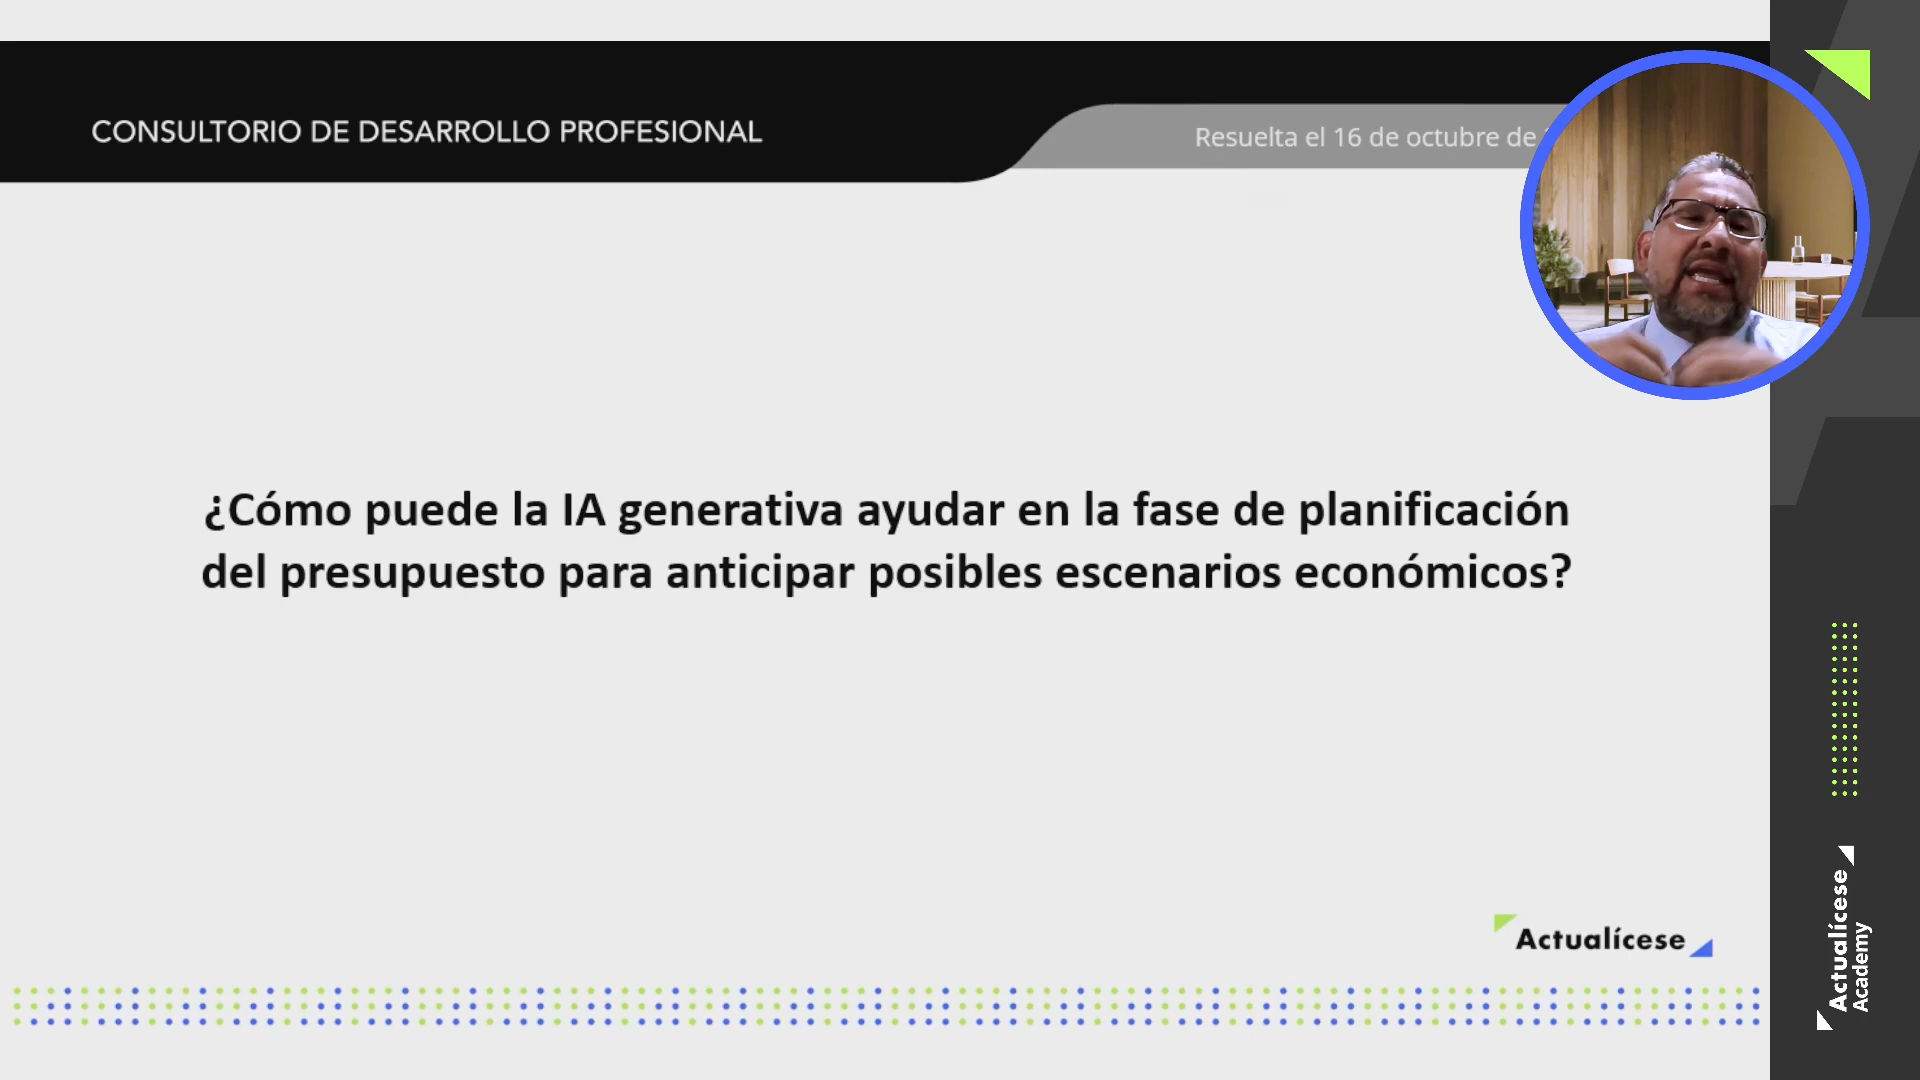 CONSULTORIO DE DESARROLLO PROFESIONAL
Resuelta el 16 de octubre de
¿Cómo puede la IA generativa ayudar en la fase de planificación
del presupuesto para anticipar posibles escenarios económicos?
Actualícese
Actualícese
Academy